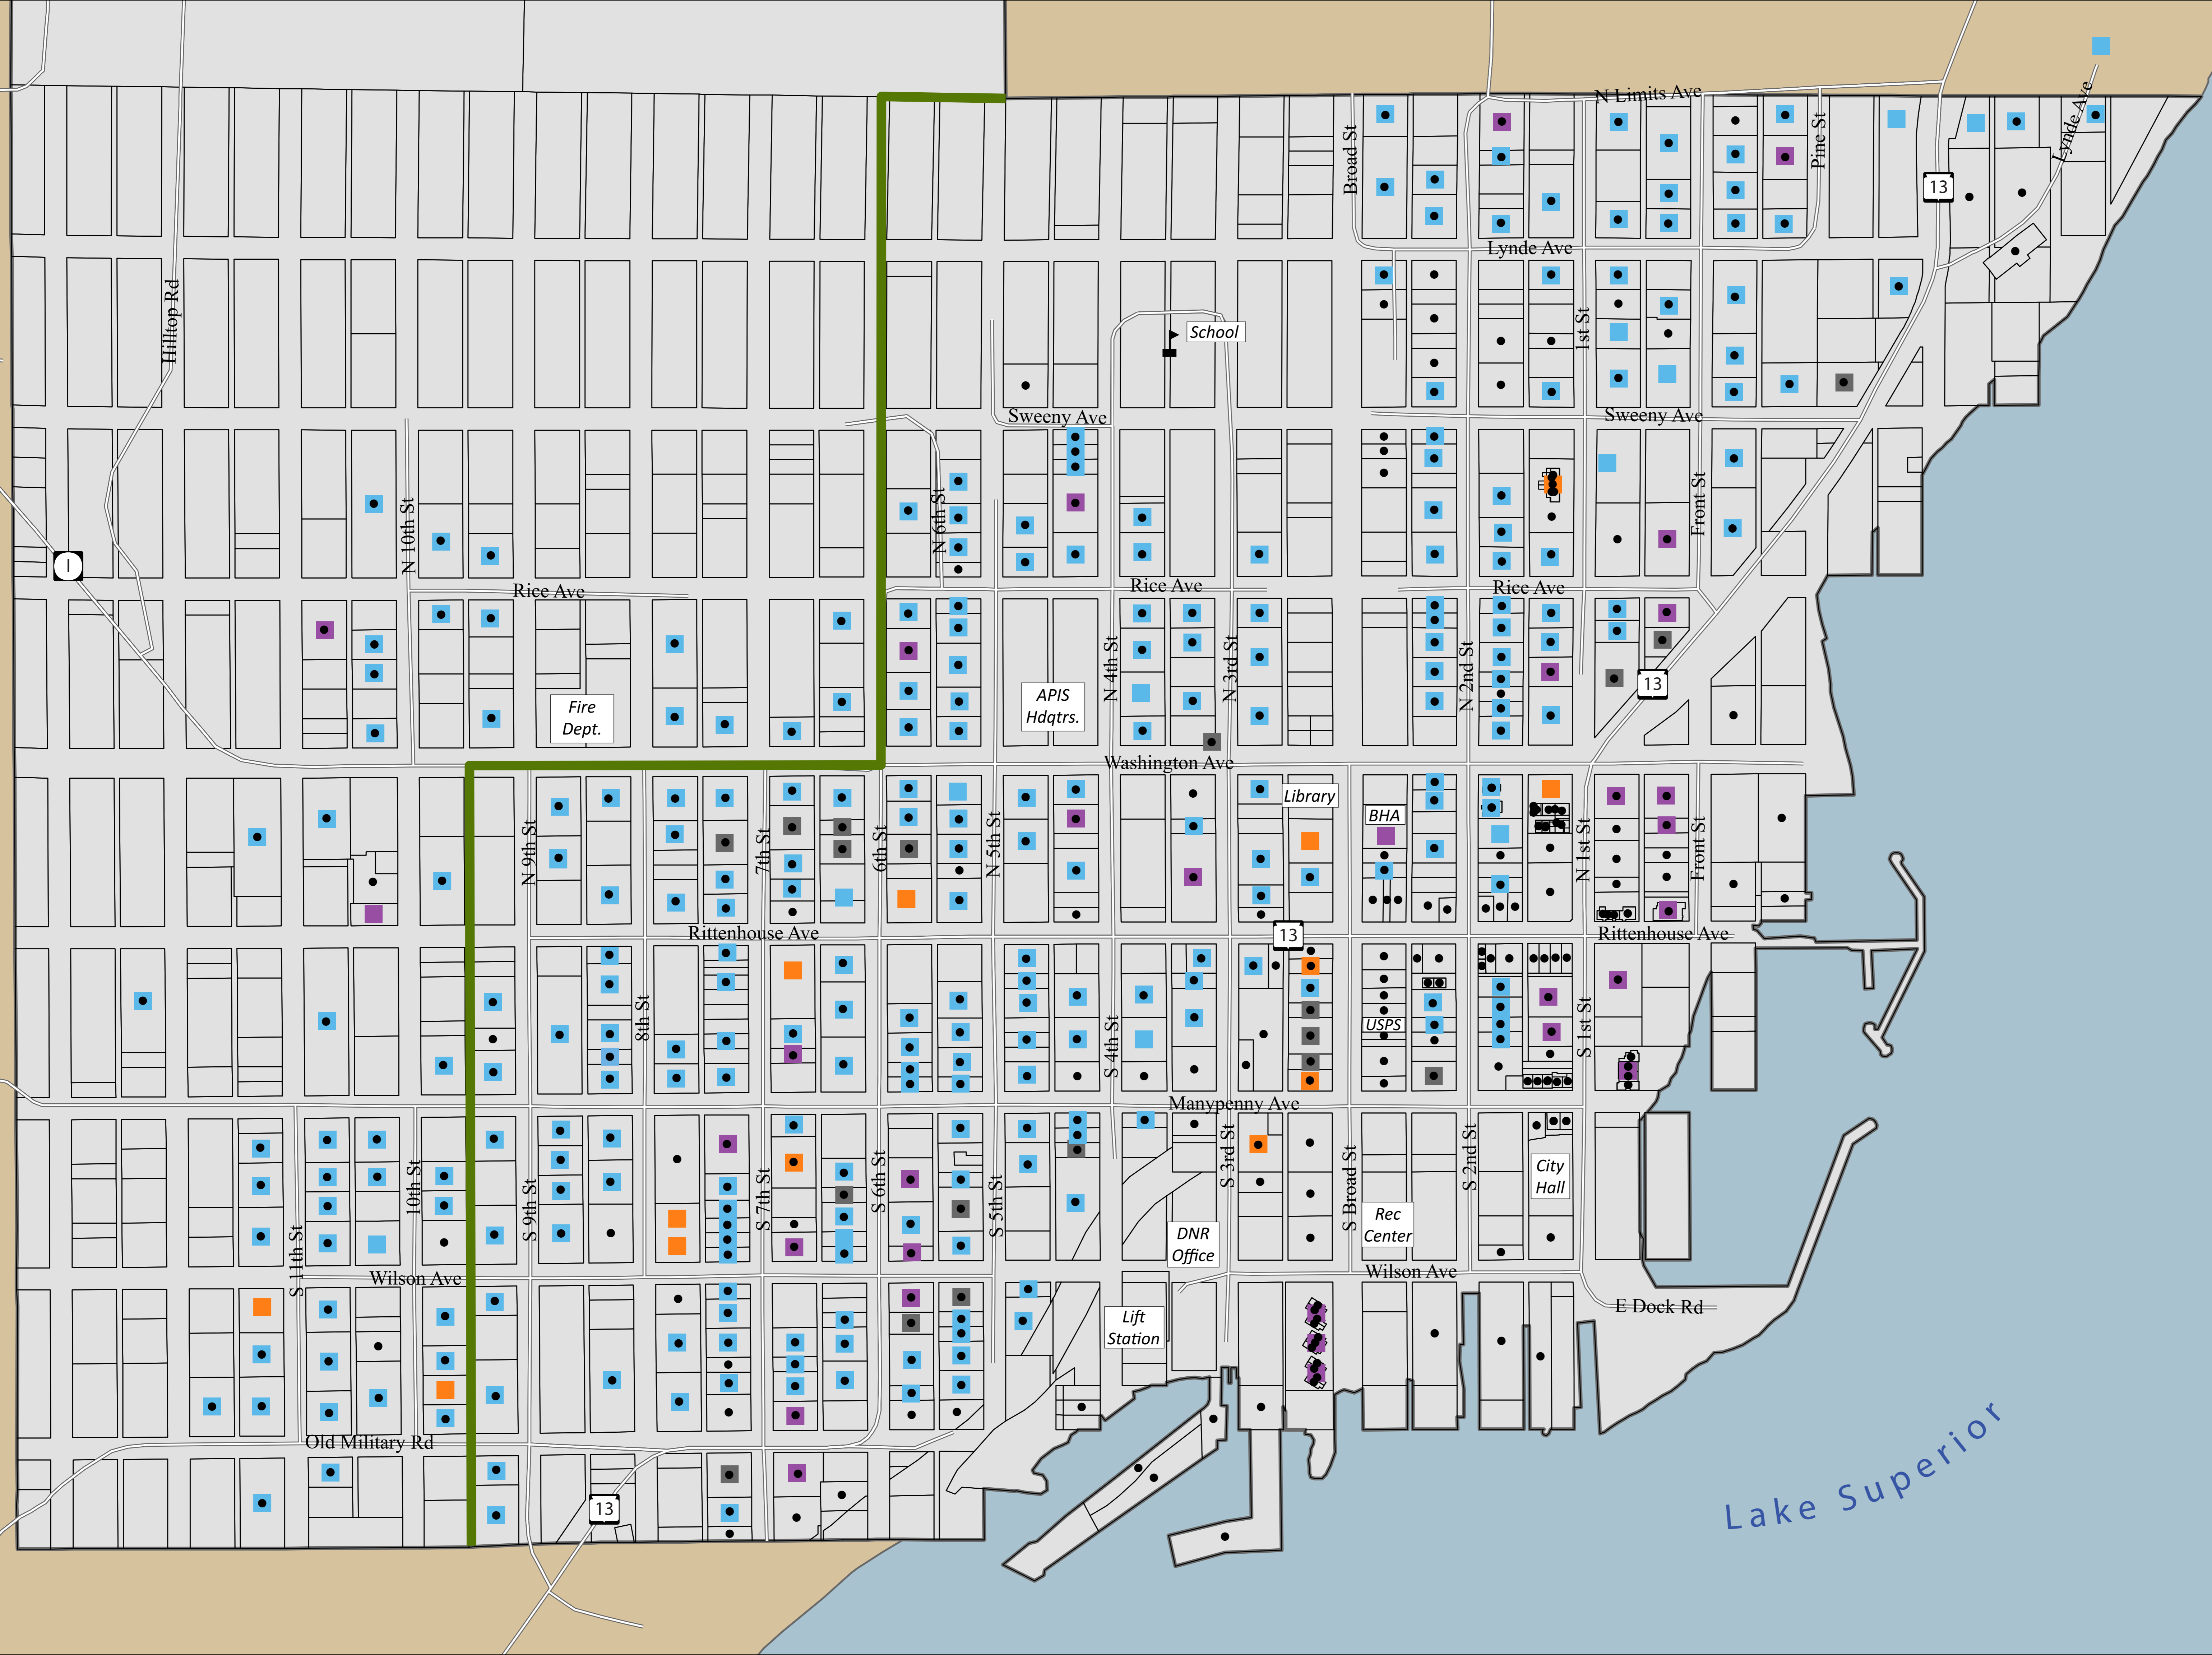 N Limits Ave
Lynde Ave
Broad St
Pine St
13
Lynde Ave
Hilltop Rd
1st St
School
Sweeny Ave
Sweeny Ave
N 10th St
N 6th St
Front St
I
Rice Ave
Rice Ave
Rice Ave
N 4th St
N 3rd St
N 2nd St
13
Fire
Dept.
APIS
Hdqtrs.
Washington Ave
Library
BHA
N 9th St
7th St
6th St
N 5th St
N 1st St
Front St
Rittenhouse Ave
13
Rittenhouse Ave
8th St
S 4th St
USPS
S 1st St
Manypenny Ave
10th St
S 9th St
S 7th St
S 6th St
S 5th St
S 3rd St
S Broad St
S 2nd St
City
Hall
Rec
Center
DNR
Office
S 11th St
Wilson Ave
Wilson Ave
E Dock Rd
Lift
Station
Old Military Rd
13
Lake Superior